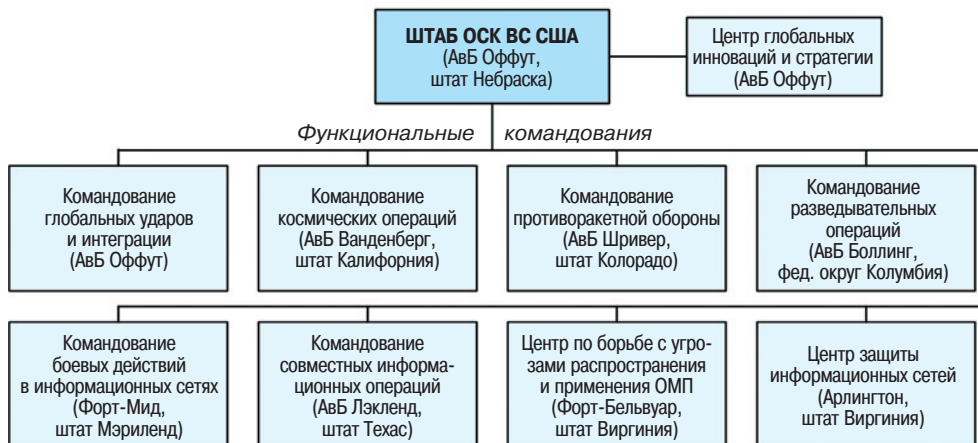 ШТАБ ОСК ВС США
(АвБ Оффут,
штат Небраска)
Центр глобальных
инноваций и стратегии
(АвБ Оффут)
Функциональные командования
Командование
глобальных ударов
и интеграции
(АвБ Оффут)
Командование
космических операций
(АвБ Ванденберг,
штат Калифорния)
Командование
противоракетной обороны
(АвБ Шривер,
штат Колорадо)
Командование
разведывательных
операций
(АвБ Боллинг,
фед. округ Колумбия)
Командование
боевых действий
в информационных сетях
(Форт-Мид,
штат Мэриленд)
Командование
совместных информа-
ционных операций
(АвБ Лэкленд,
штат Техас)
Центр по борьбе с угро-
зами распространения
и применения ОМП
(Форт-Бельвуар,
штат Виргиния)
Центр защиты
информационных сетей
(Арлингтон,
штат Виргиния)